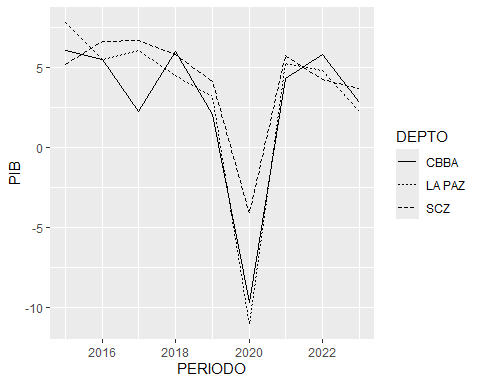 PIB
5
0
-5
-10
2016 2018 2020 2022
PERIODO
DEPTO
CBBA
LA PAZ
SCZ